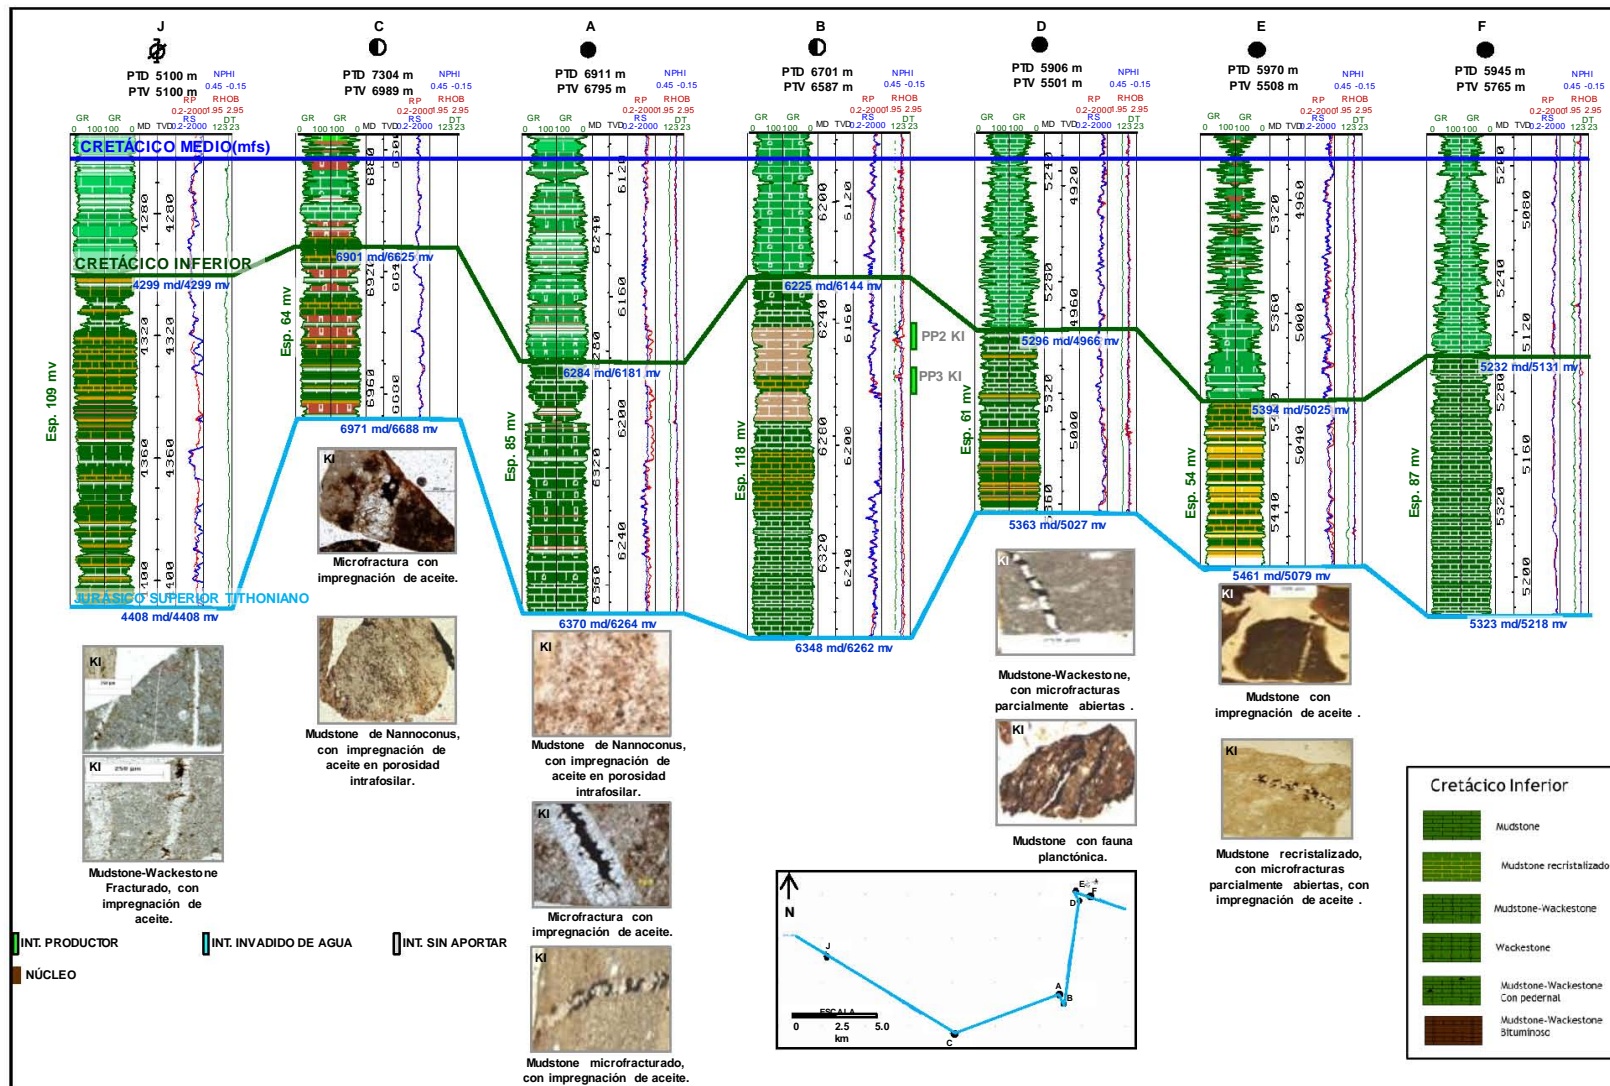 J
C
A
B
D
E
F
PTD 5100 m
PTV 5100 m
PTD 7304 m
PTV 6989 m
PTD 6911 m
PTV 6795 m
PTD 6701 m
PTV 6587 m
PTD 5906 m
PTV 5501 m
PTD 5970 m
PTV 5508 m
PTD 5945 m
PTV 5765 m
NPHI
0.45 -0.15
RP RHOB
0.2-2000 1.95 2.95
GR GR MD TVD RS DT
0 100 100 0 0.2-2000 123 23
CRETÁCICO MEDIO(mfs)
CRETÁCICO INFERIOR
4299 md/4299 mv
6901 md/6625 mv
6284 md/6181 mv
6225 md/6144 mv
5296 md/4966 mv
5394 md/5025 mv
5232 md/5131 mv
PP2 KI
PP3 KI
Esp. 109 mv
Esp. 64 mv
Esp. 85 mv
Esp. 118 mv
Esp. 61 mv
Esp. 54 mv
Esp. 87 mv
JURÁSICO SUPERIOR TITHONIANO
4408 md/4408 mv
6971 md/6688 mv
6370 md/6264 mv
6348 md/6262 mv
5363 md/5027 mv
5461 md/5079 mv
5323 md/5218 mv
KI
KI
Mudstone-Wackestone
Fracturado, con
impregnación de
aceite.
KI
Microfractura con
impregnación de aceite.
Mudstone de Nannoconus,
con impregnación de
aceite en porosidad
intrafosilar.
KI
Mudstone de Nannoconus,
con impregnación de
aceite en porosidad
intrafosilar.
KI
Microfractura con
impregnación de aceite.
KI
Mudstone microfracturado,
con impregnación de aceite.
KI
Mudstone-Wackestone,
con microfracturas
parcialmente abiertas .
KI
Mudstone con fauna
planctónica.
KI
Mudstone con
impregnación de aceite .
KI
Mudstone recristalizado,
con microfracturas
parcialmente abiertas, con
impregnación de aceite .
INT. PRODUCTOR
INT. INVADIDO DE AGUA
INT. SIN APORTAR
NÚCLEO
N
J
C
A
B
D
E
F
ESCALA
0 2.5 5.0
km
Cretácico Inferior
Mudstone
Mudstone recristalizado
Mudstone-Wackestone
Wackestone
Mudstone-Wackestone
Con pedernal
Mudstone-Wackestone
Bituminoso